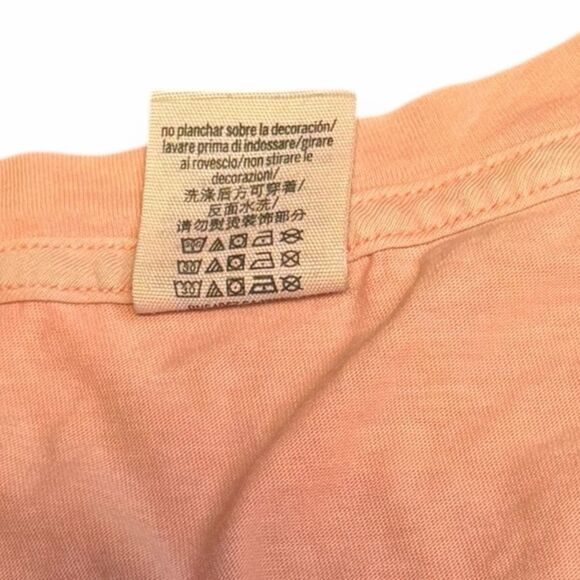 no planchar sobre la decoración/
lavare prima di indossare/girare
al rovescio/non stirare le
decorazioni/
洗涤后方可穿着/
反面水洗/
请勿熨烫装饰部分